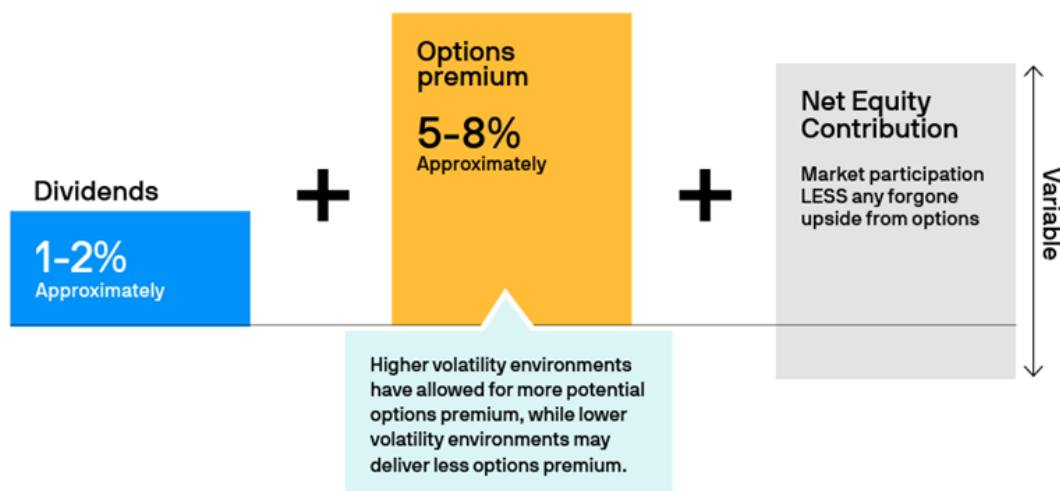 Dividends
1-2%
Approximately
+
Options
premium
5-8%
Approximately
Higher volatility environments
have allowed for more potential
options premium, while lower
volatility environments may
deliver less options premium.
+
Net Equity
Contribution
Market participation
LESS any forgone
upside from options
Variable